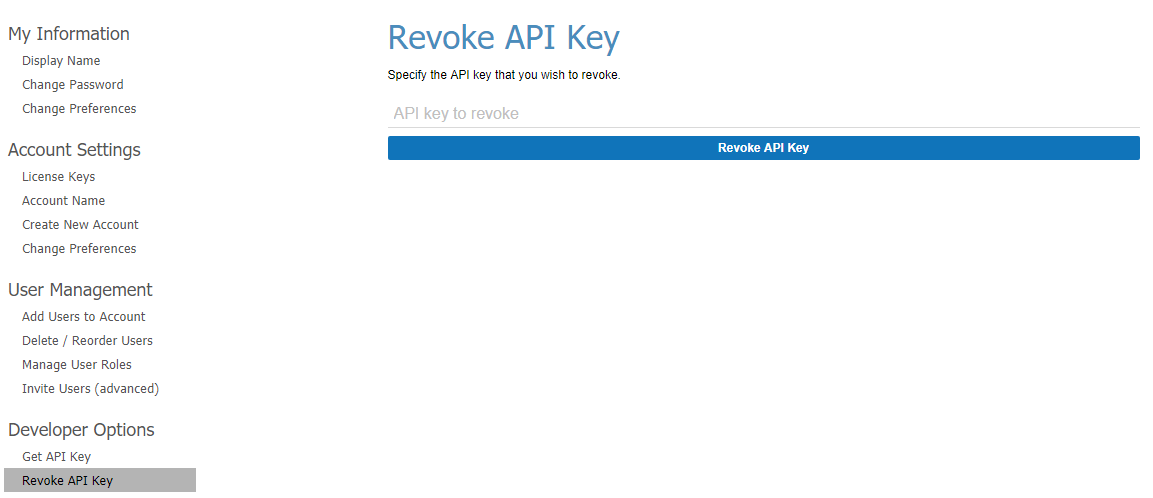 My Information
Display Name
Change Password
Change Preferences
Account Settings
License Keys
Account Name
Create New Account
Change Preferences
User Management
Add Users to Account
Delete / Reorder Users
Manage User Roles
Invite Users (advanced)
Developer Options
Get API Key
Revoke API Key
Revoke API Key
Specify the API key that you wish to revoke.
API key to revoke
Revoke API Key